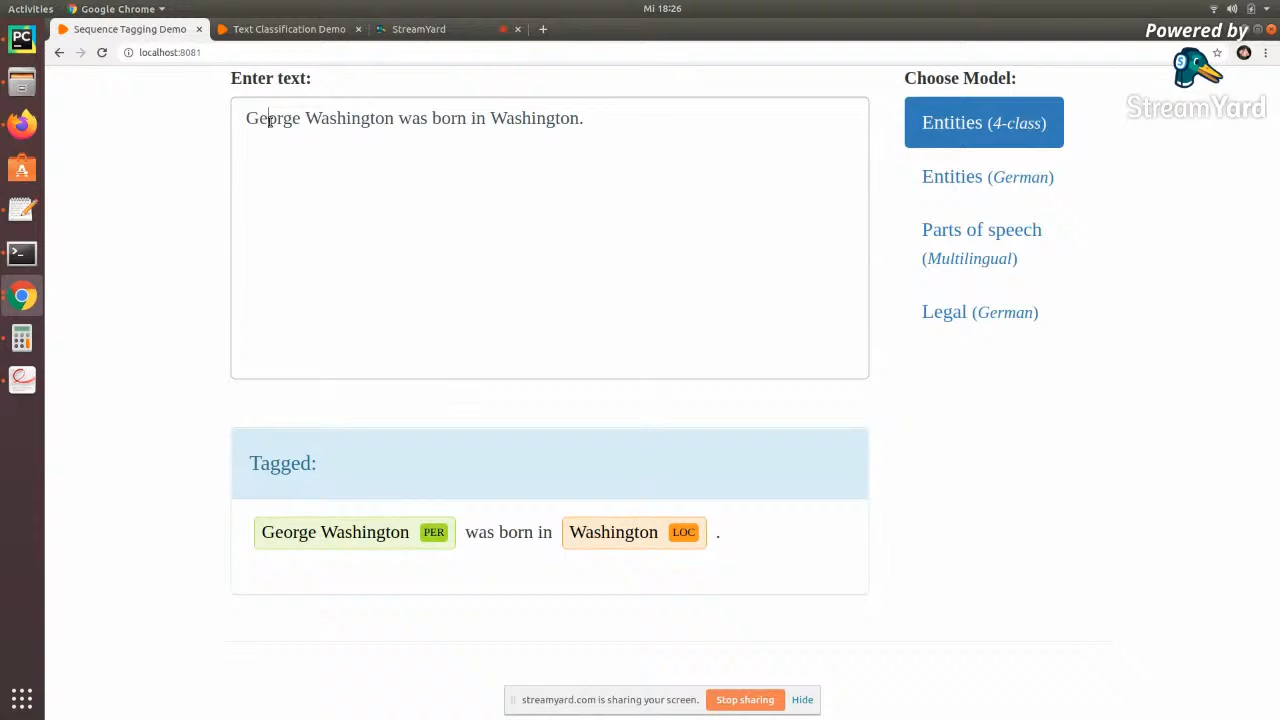 Activities
Google Chrome
Mi 18:26
PC
Sequence Tagging Demo
Text Classification Demo
StreamYard
localhost:8081
Powered by
StreamYard
Enter text:
George Washington was born in Washington.
Choose Model:
Entities (4-class)
Entities (German)
Parts of speech
(Multilingual)
Legal (German)
Tagged:
George Washington PER was born in Washington LOC .
streamyard.com is sharing your screen. Stop sharing Hide